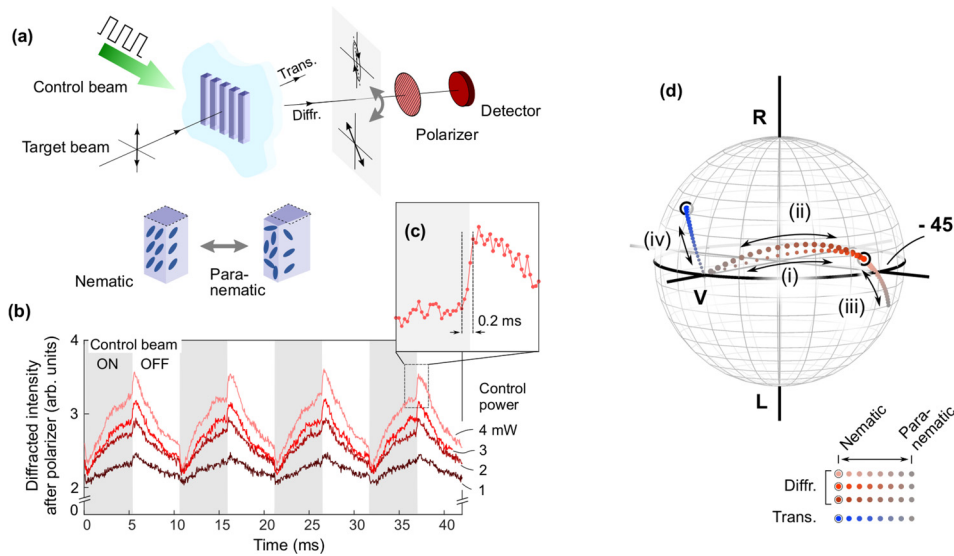 (a)
Control beam
Target beam
Trans.
Diffr.
Polarizer
Detector
Nematic
Para-
nematic
(c)
0.2 ms
(b)
Control beam
ON
OFF
Control
power
4 mW
3
2
1
Diffracted intensity
after polarizer (arb. units)
4
3
2
0
0
5
10
15
20
25
30
35
40
Time (ms)
(d)
R
- 45
(ii)
(iv)
(i)
V
(iii)
L
Nematic
Para-
nematic
Diffr.
Trans.